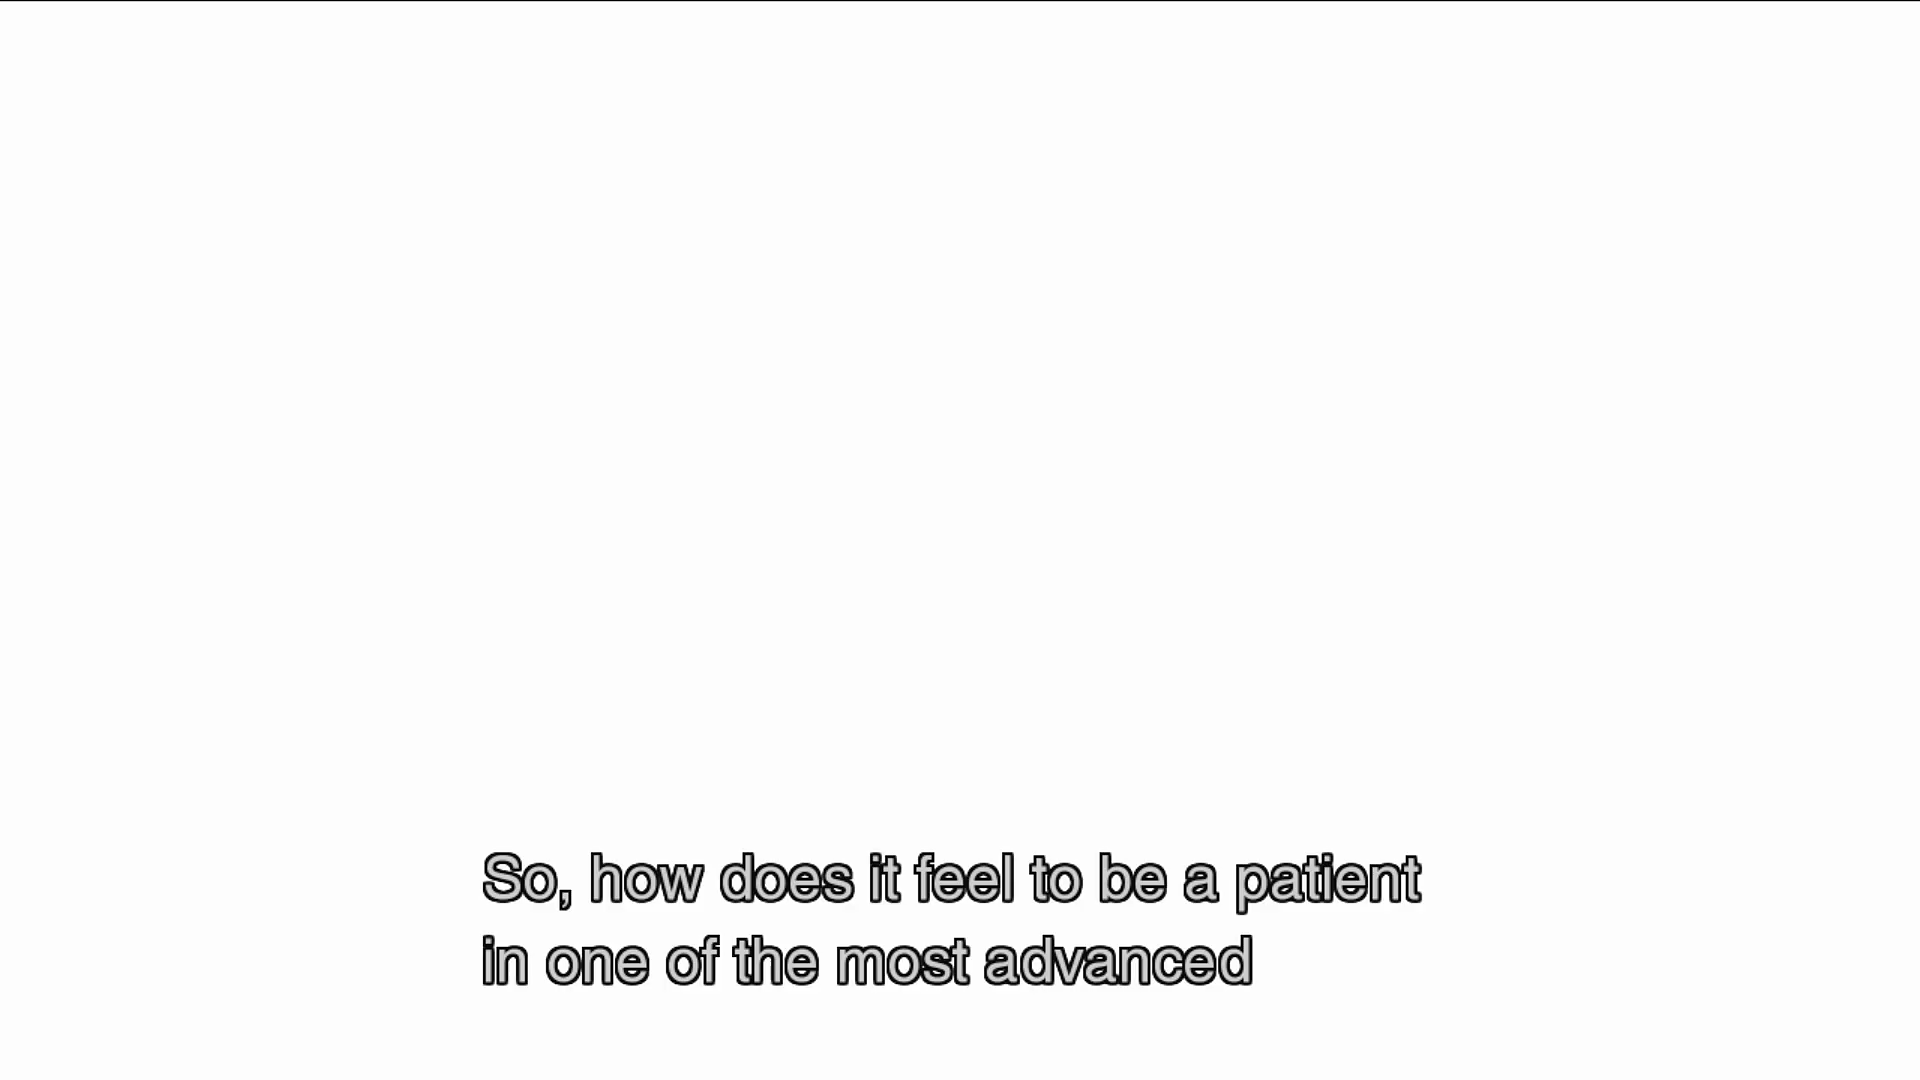 So, how does it feel to be a patient
in one of the most advanced